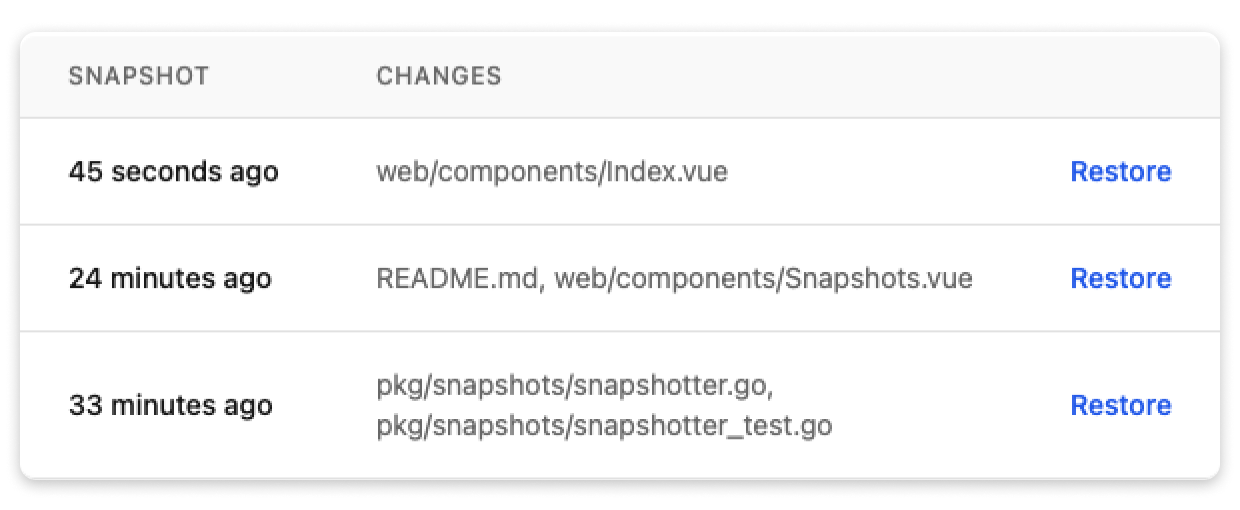 SNAPSHOT CHANGES
45 seconds ago web/components/Index.vue Restore
24 minutes ago README.md, web/components/Snapshots.vue Restore
33 minutes ago pkg/snapshots/snapshotter.go,
pkg/snapshots/snapshotter_test.go Restore